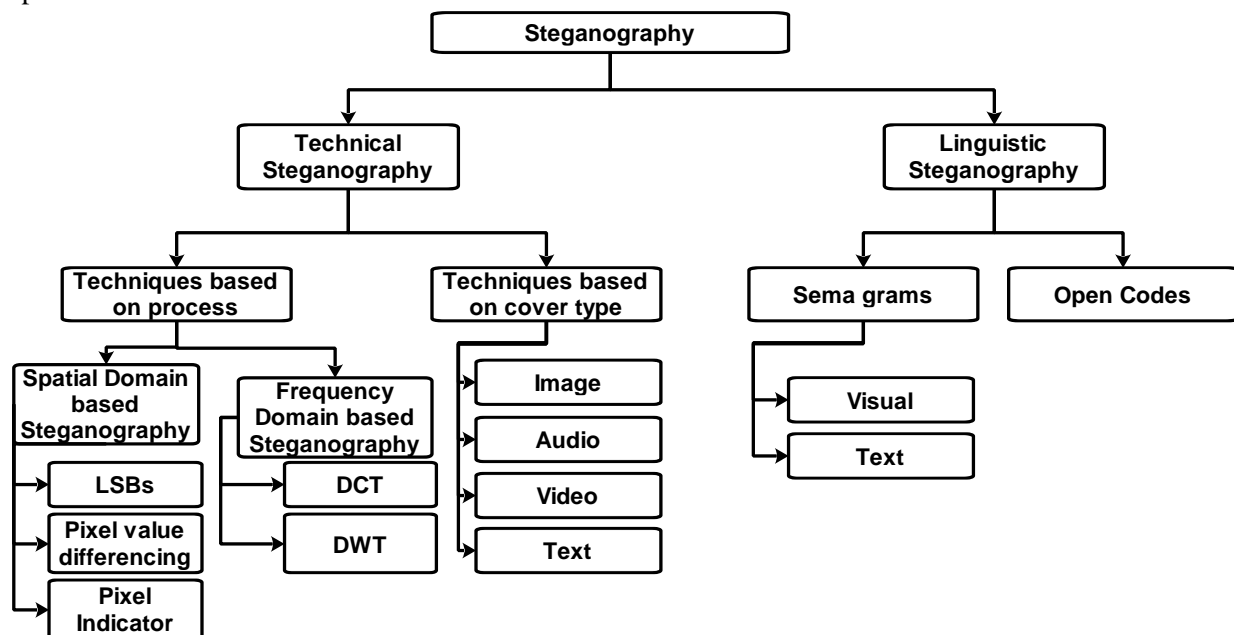 Steganography
Technical
Steganography
Linguistic
Steganography
Techniques based
on process
Techniques based
on cover type
Sema grams
Open Codes
Spatial Domain
based
Steganography
Frequency
Domain based
Steganography
Image
Visual
Audio
Text
LSBs
DCT
Video
Pixel value
differencing
DWT
Text
Pixel
Indicator